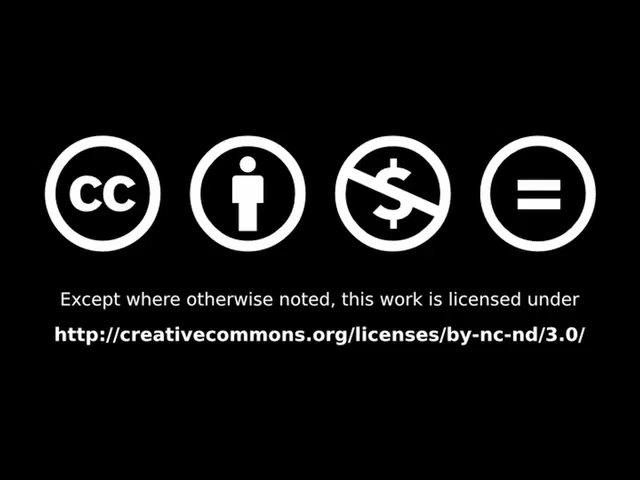 cc
$
=
Except where otherwise noted, this work is licensed under
http://creativecommons.org/licenses/by-nc-nd/3.0/